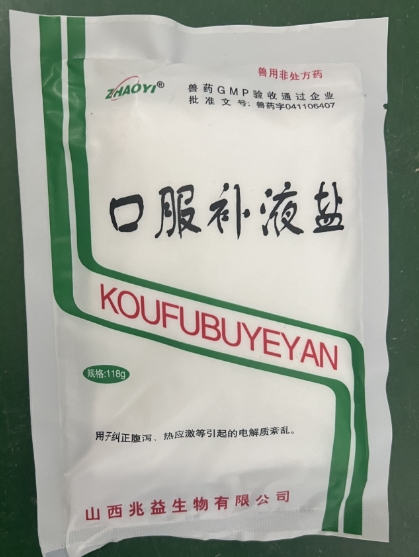 兽用非处方药
ZHAOYI®
兽药GMP验收通过企业
批准文号:兽药字041106407
口服补液盐
KOUFUBUYEYAN
规格:118g
用于纠正腹泻、热应激等引起的电解质紊乱。
山西兆益生物有限公司